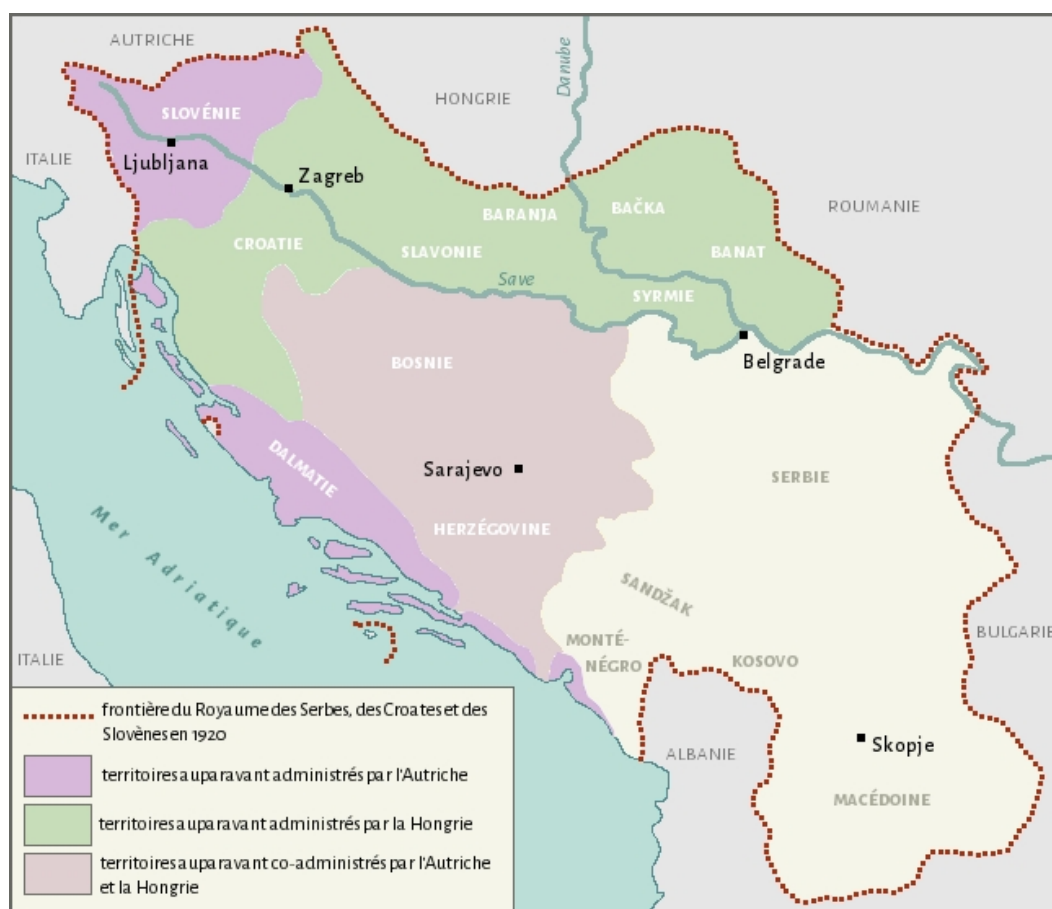 AUTRICHE
HONGRIE
Danube
SLOVÉNIE
ITALIE
Ljubljana
Zagreb
ROUMANIE
BARANJA
BAČKA
CROATIE
SLAVONIE
BANAT
Save
SYRMIE
BOSNIE
Belgrade
DALMATIE
Sarajevo
SERBIE
HERZÉGOVINE
Mer Adriatique
SANDŽAK
MONTÉ-
NÉGRO
KOSOVO
BULGARIE
ITALIE
ALBANIE
Skopje
MACÉDOINE
frontière du Royaume des Serbes, des Croates et des
Slovènes en 1920
territoires auparavant administrés par l'Autriche
territoires auparavant administrés par la Hongrie
territoires auparavant co-administrés par l'Autriche
et la Hongrie